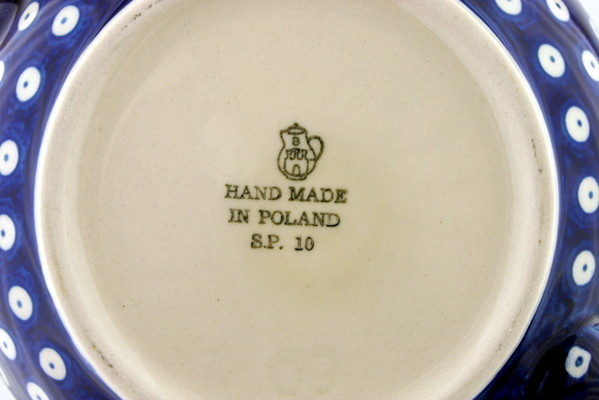 B
HAND MADE
IN POLAND
S.P. 10